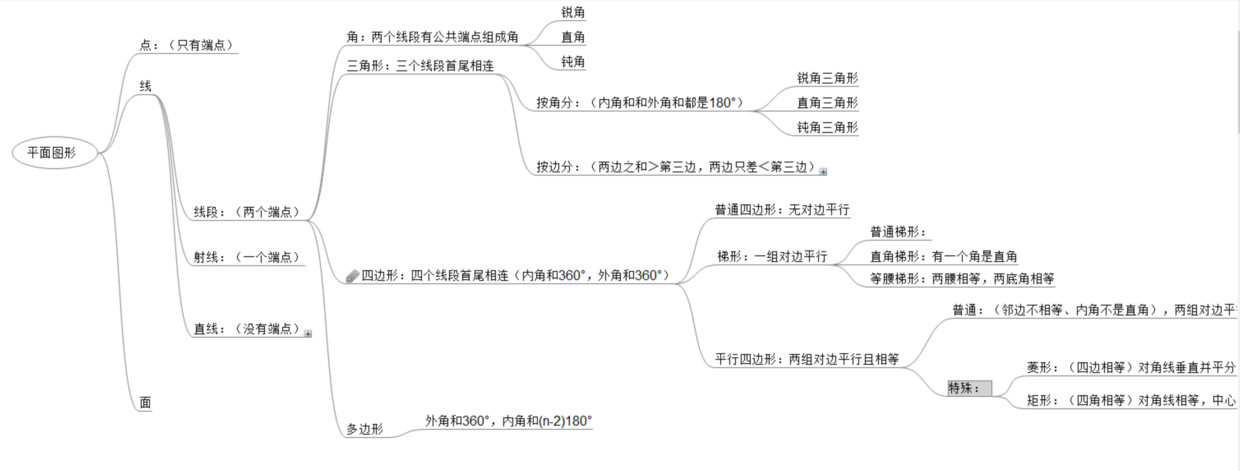 平面图形
点：（只有端点）
线
线段：（两个端点）
角：两个线段有公共端点组成角
锐角
直角
钝角
三角形：三个线段首尾相连
按角分：（内角和和外角和都是180°）
锐角三角形
直角三角形
钝角三角形
按边分：（两边之和＞第三边，两边只差＜第三边）
四边形：四个线段首尾相连（内角和360°，外角和360°）
普通四边形：无对边平行
梯形：一组对边平行
普通梯形：
直角梯形：有一个角是直角
等腰梯形：两腰相等，两底角相等
平行四边形：两组对边平行且相等
普通：（邻边不相等、内角不是直角），两组对边平
特殊：
菱形：（四边相等）对角线垂直并平分
矩形：（四角相等）对角线相等，中心
多边形
外角和360°，内角和(n-2)180°
射线：（一个端点）
直线：（没有端点）
面